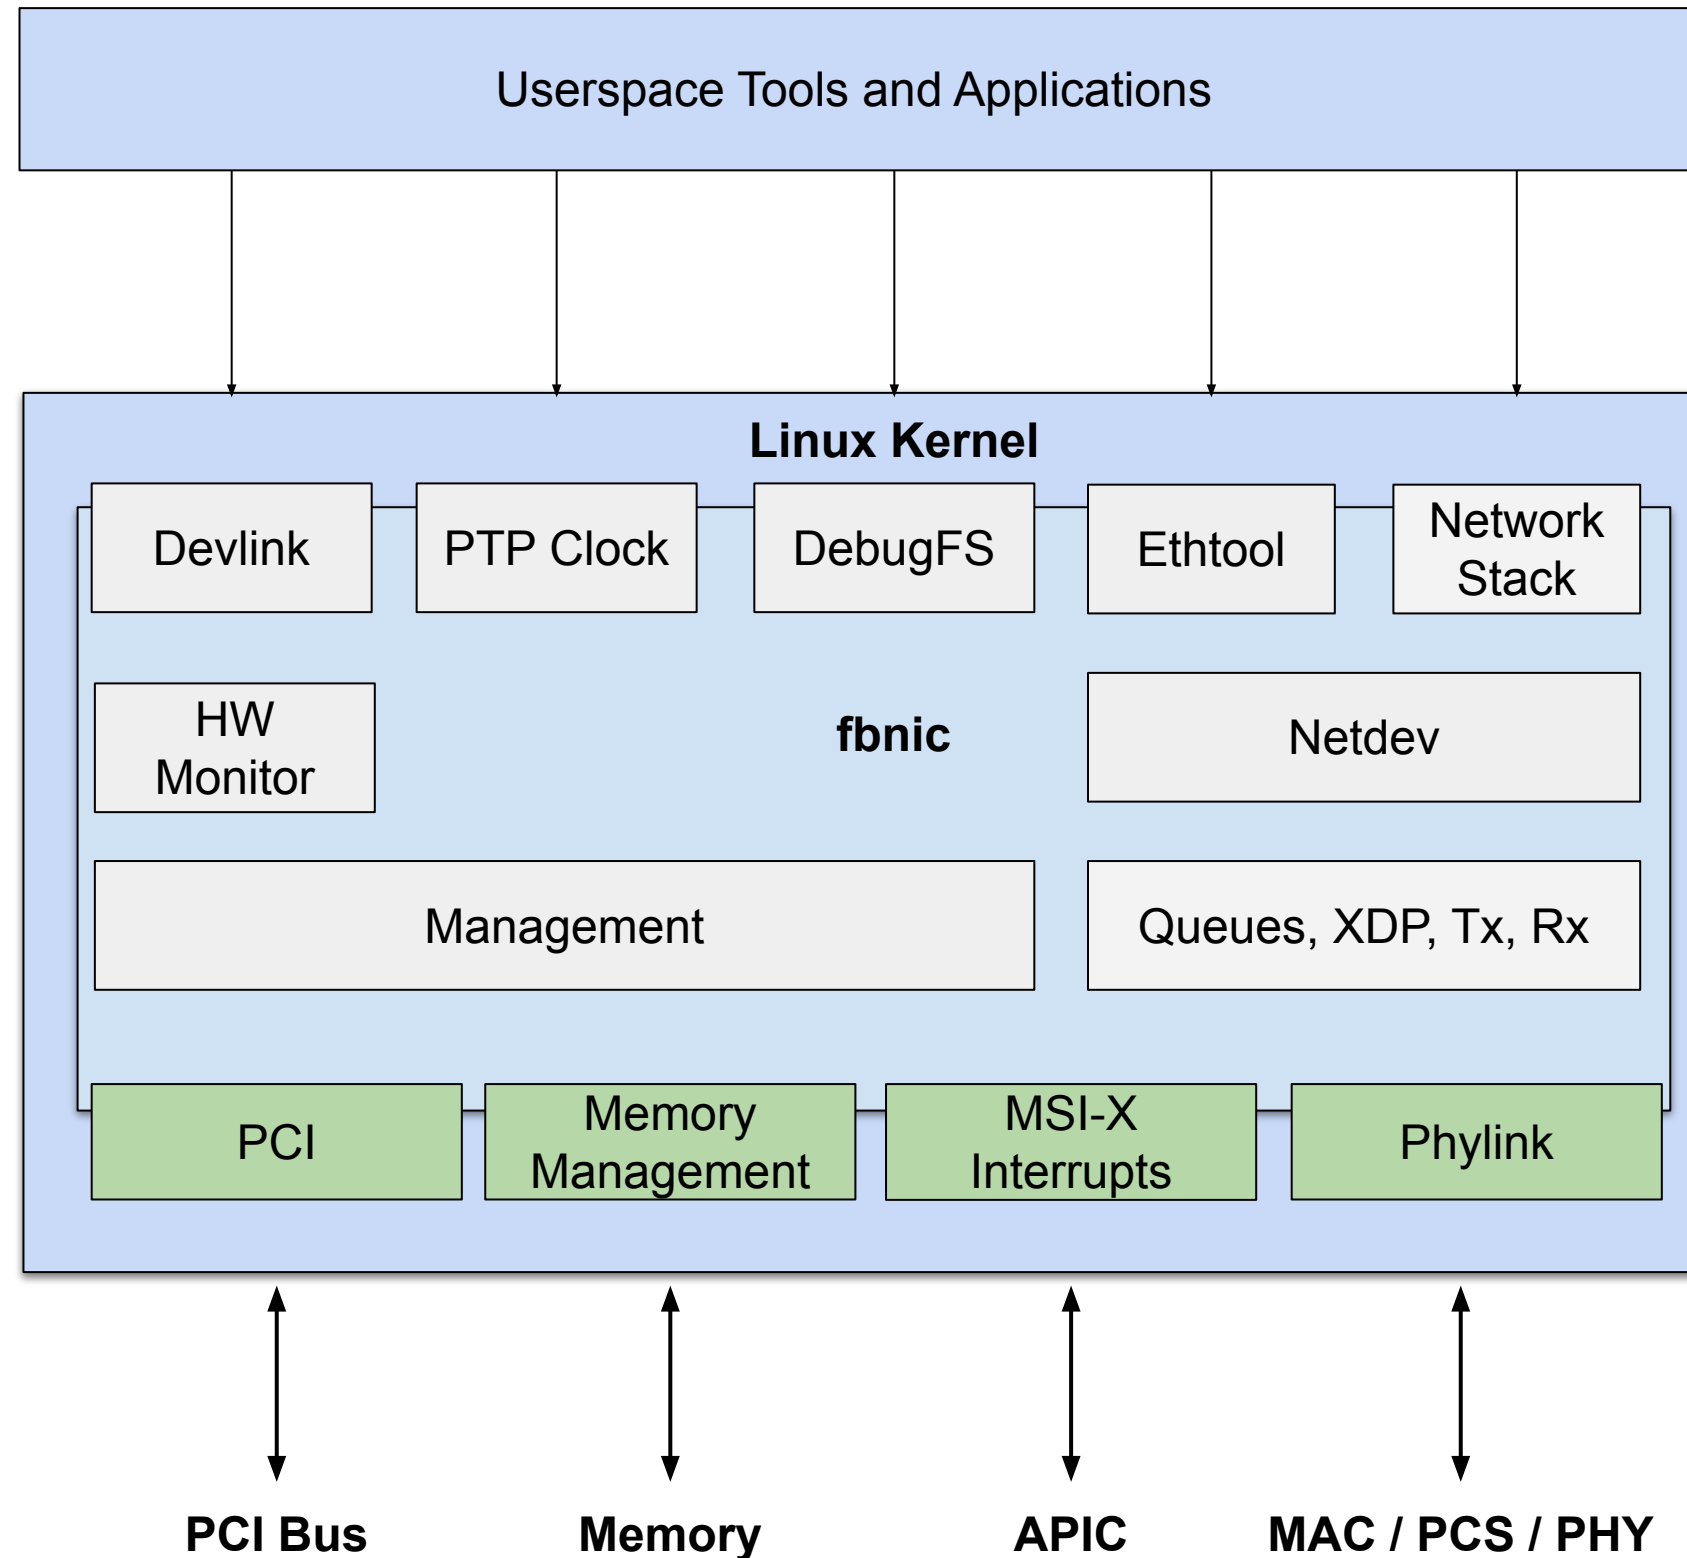 Userspace Tools and Applications
Linux Kernel
Devlink
PTP Clock
DebugFS
Ethtool
Network
Stack
HW
Monitor
fbnic
Netdev
Management
Queues, XDP, Tx, Rx
PCI
Memory
Management
MSI-X
Interrupts
Phylink
PCI Bus
Memory
APIC
MAC / PCS / PHY